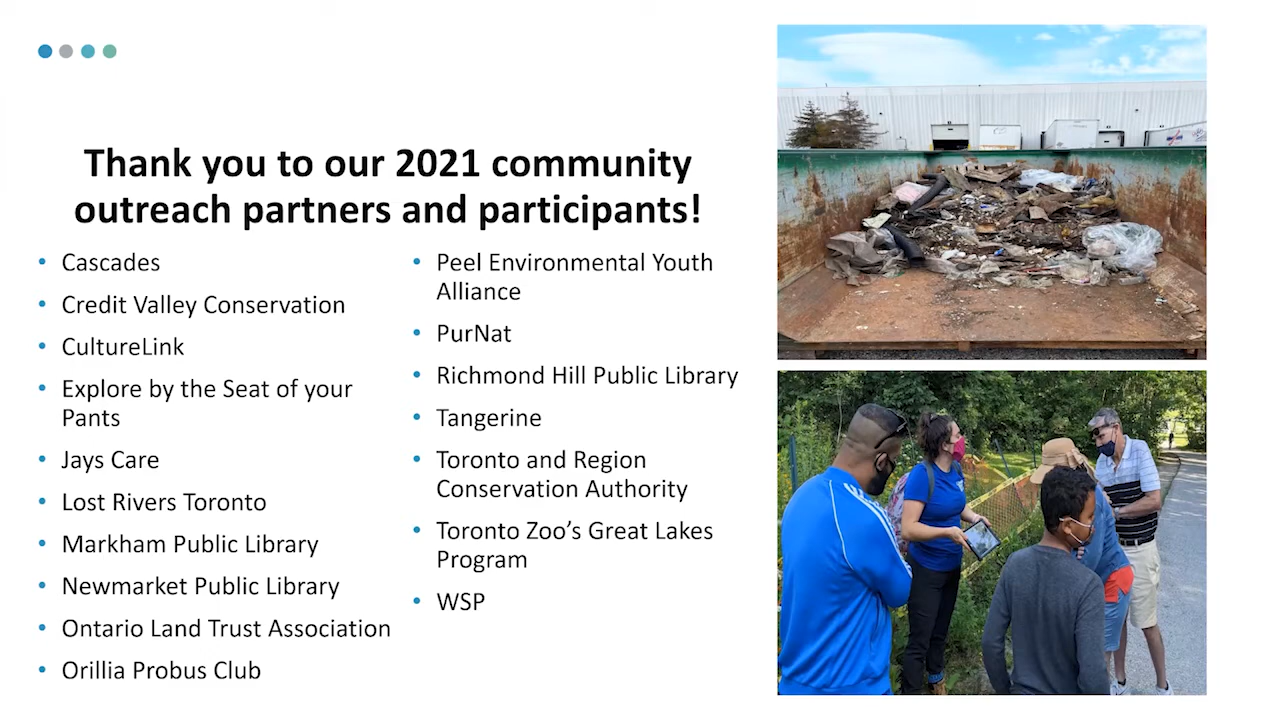 Thank you to our 2021 community
outreach partners and participants!
• Cascades
• Credit Valley Conservation
• CultureLink
• Explore by the Seat of your
Pants
• Jays Care
• Lost Rivers Toronto
• Markham Public Library
• Newmarket Public Library
• Ontario Land Trust Association
• Orillia Probus Club
• Peel Environmental Youth
Alliance
• PurNat
• Richmond Hill Public Library
• Tangerine
• Toronto and Region
Conservation Authority
• Toronto Zoo’s Great Lakes
Program
• WSP